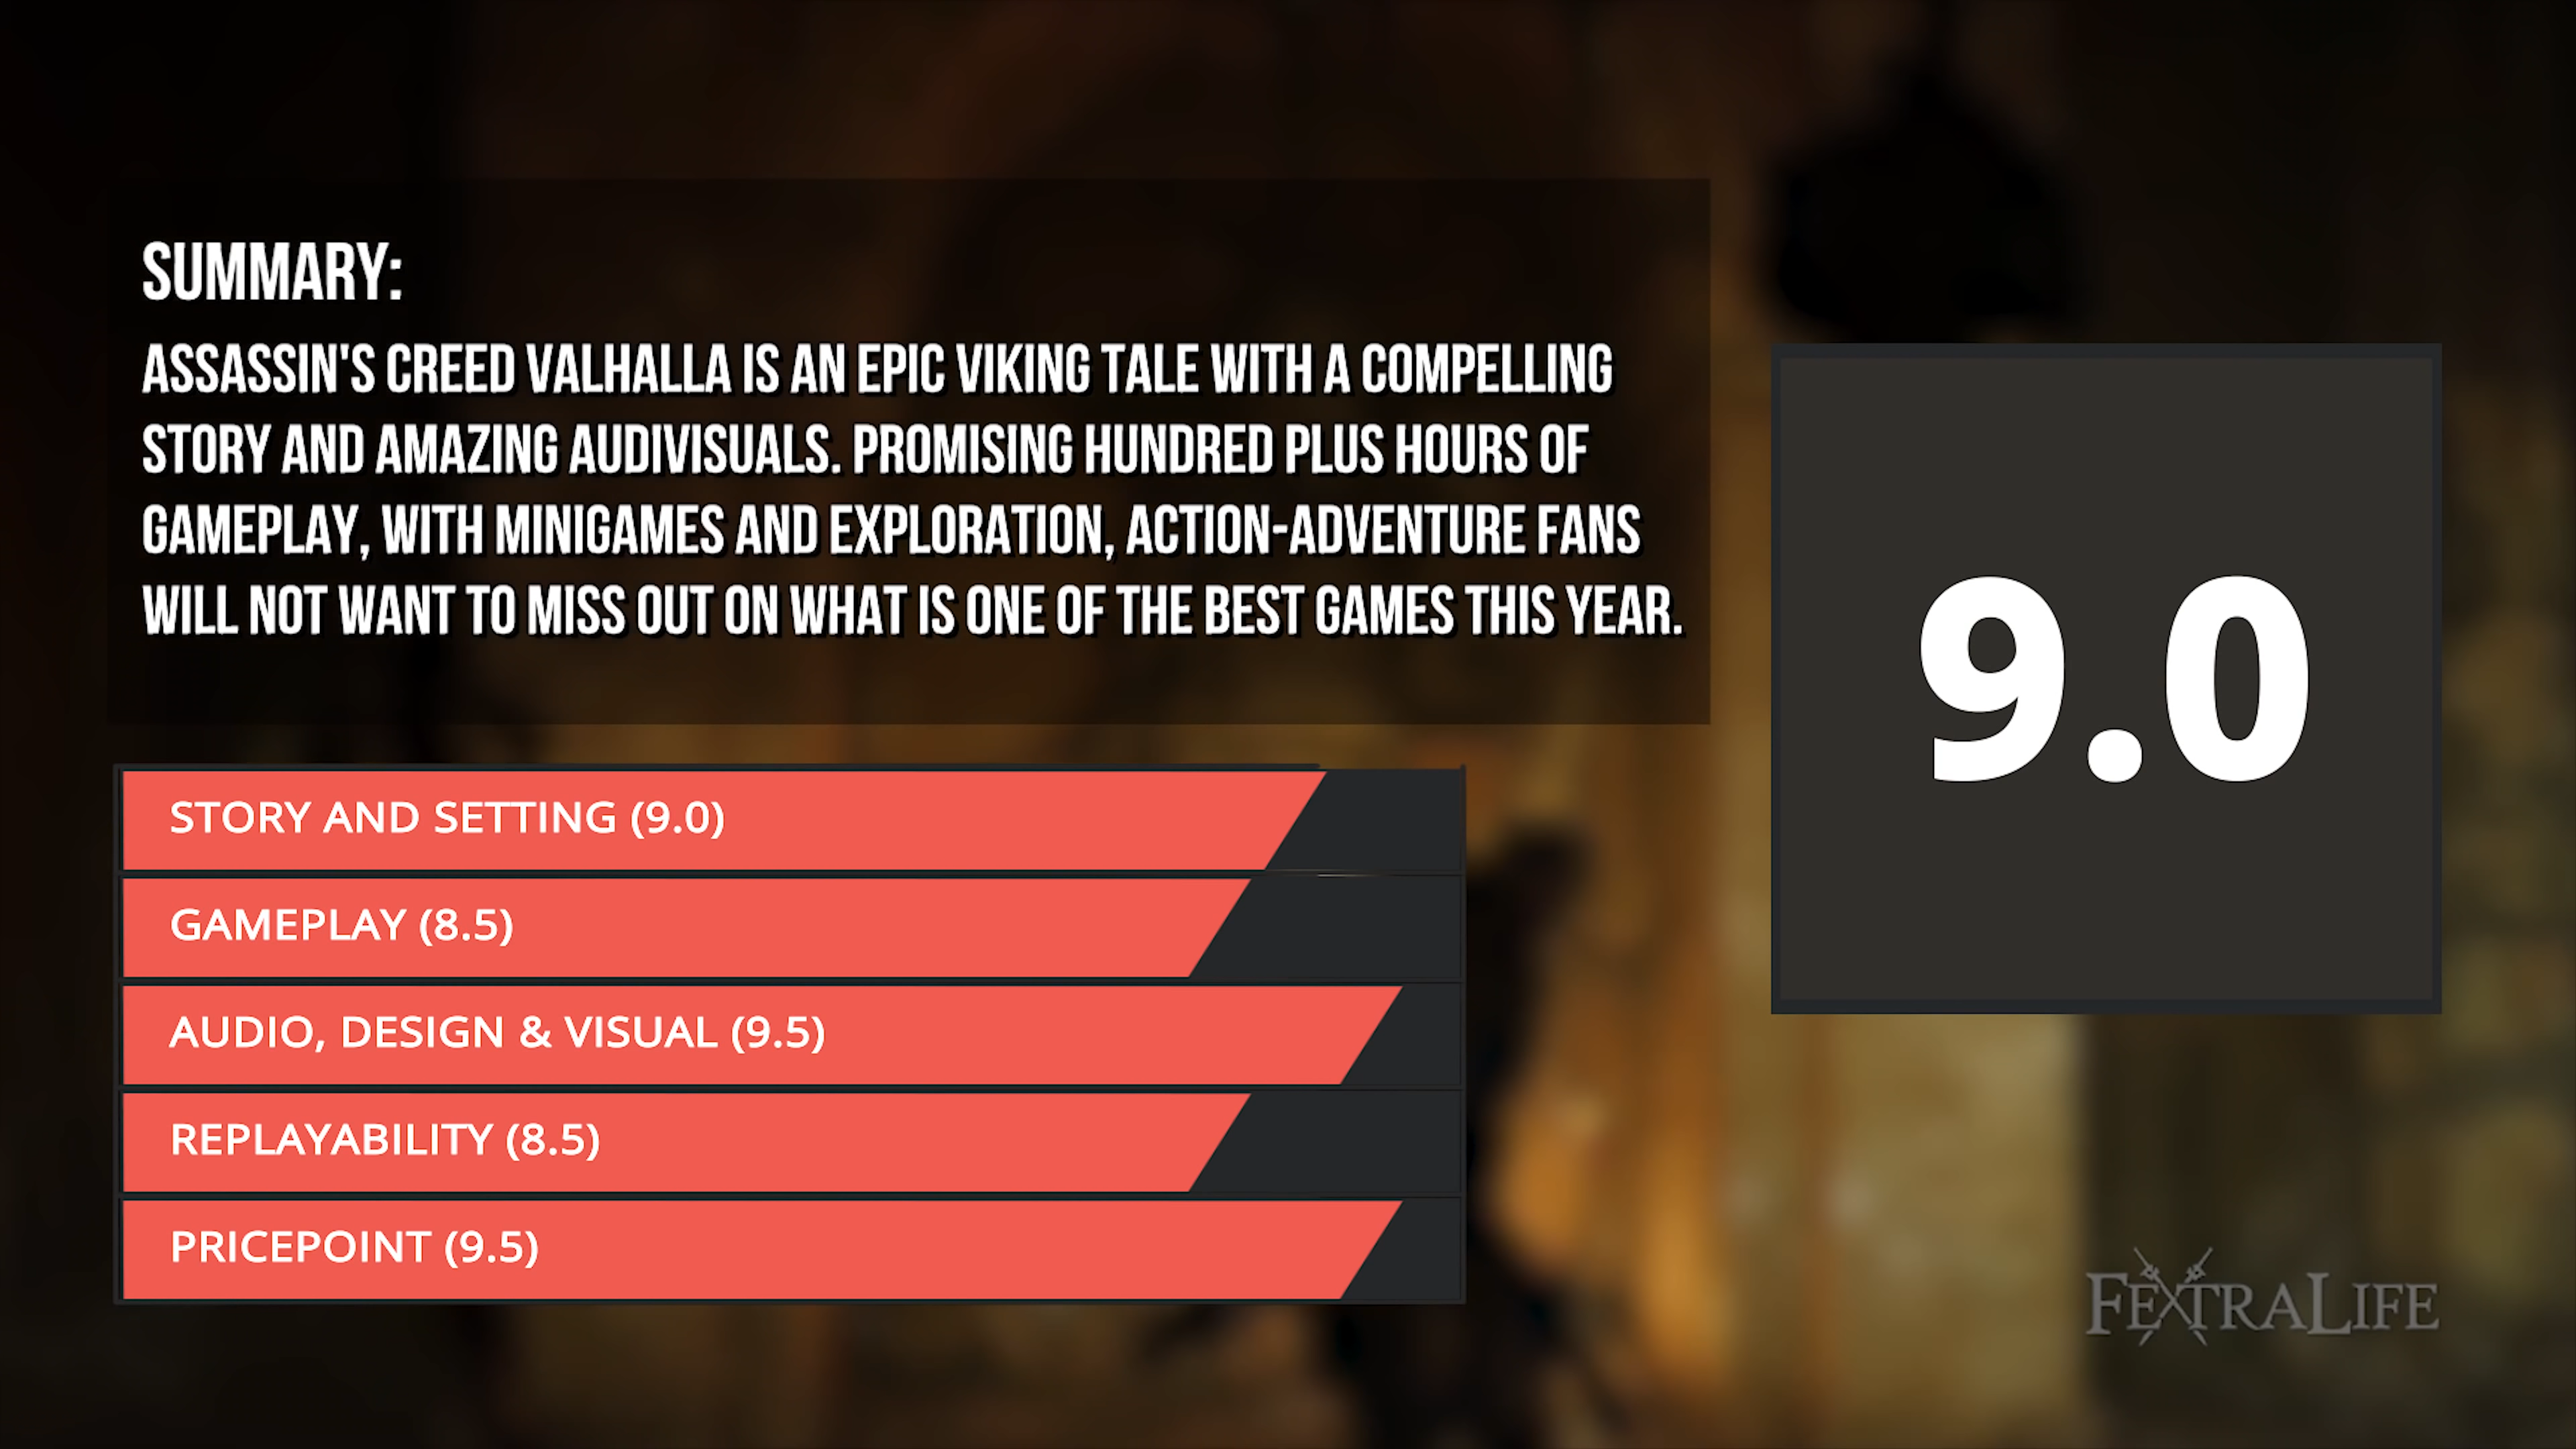 SUMMARY:
ASSASSIN'S CREED VALHALLA IS AN EPIC VIKING TALE WITH A COMPELLING
STORY AND AMAZING AUDIVISUALS. PROMISING HUNDRED PLUS HOURS OF
GAMEPLAY, WITH MINIGAMES AND EXPLORATION, ACTION-ADVENTURE FANS
WILL NOT WANT TO MISS OUT ON WHAT IS ONE OF THE BEST GAMES THIS YEAR.
9.0
STORY AND SETTING (9.0)
GAMEPLAY (8.5)
AUDIO, DESIGN & VISUAL (9.5)
REPLAYABILITY (8.5)
PRICEPOINT (9.5)
FEXTRALIFE